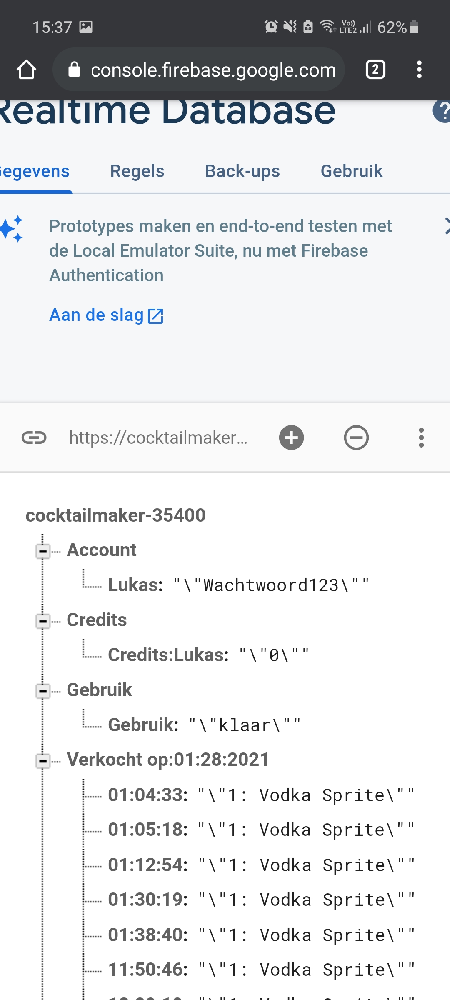 15:37
Vo)) LTE2 62%
console.firebase.google.com 2
Realtime Database ?
Gegevens Regels Back-ups Gebruik
Prototypes maken en end-to-end testen met
de Local Emulator Suite, nu met Firebase
Authentication
Aan de slag
https://cocktailmaker...
cocktailmaker-35400
Account
Lukas: "\"Wachtwoord123\""
Credits
Credits:Lukas: "\"0\""
Gebruik
Gebruik: "\"klaar\""
Verkocht op:01:28:2021
01:04:33: "\"1: Vodka Sprite\""
01:05:18: "\"1: Vodka Sprite\""
01:12:54: "\"1: Vodka Sprite\""
01:30:19: "\"1: Vodka Sprite\""
01:38:40: "\"1: Vodka Sprite\""
11:50:46: "\"1: Vodka Sprite\""